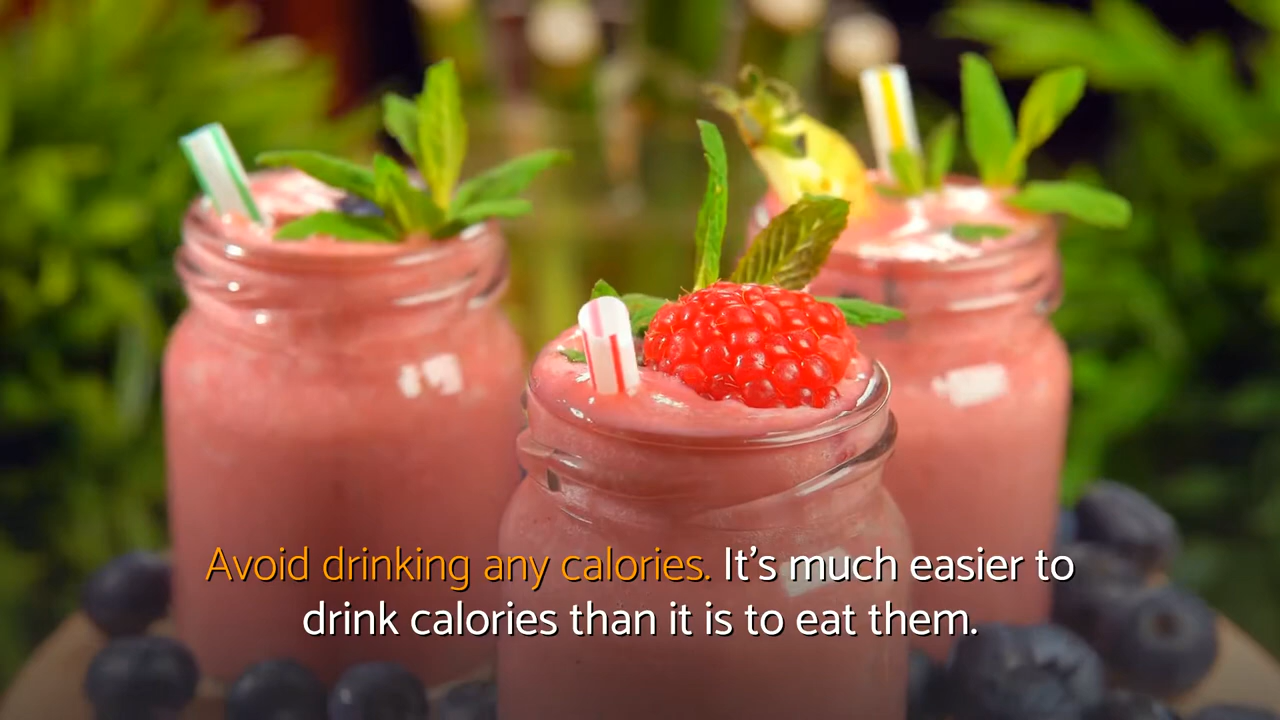 Avoid drinking any calories. It’s much easier to
drink calories than it is to eat them.